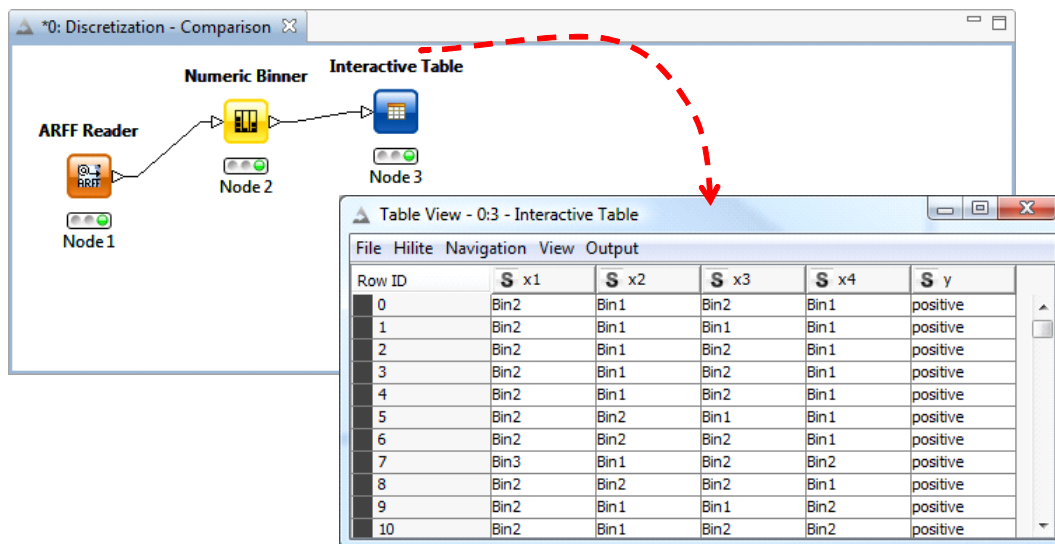 *0: Discretization - Comparison
Interactive Table
Numeric Binner
ARFF Reader
ARFF
Node 1
Node 2
Node 3
Table View - 0:3 - Interactive Table
File Hilite Navigation View Output
Row ID S x1 S x2 S x3 S x4 S y
0 Bin2 Bin1 Bin2 Bin1 positive
1 Bin2 Bin1 Bin1 Bin1 positive
2 Bin2 Bin1 Bin2 Bin1 positive
3 Bin2 Bin1 Bin2 Bin1 positive
4 Bin2 Bin1 Bin2 Bin1 positive
5 Bin2 Bin2 Bin1 Bin1 positive
6 Bin2 Bin2 Bin2 Bin1 positive
7 Bin3 Bin1 Bin2 Bin2 positive
8 Bin2 Bin2 Bin2 Bin1 positive
9 Bin2 Bin1 Bin1 Bin2 positive
10 Bin2 Bin1 Bin2 Bin2 positive